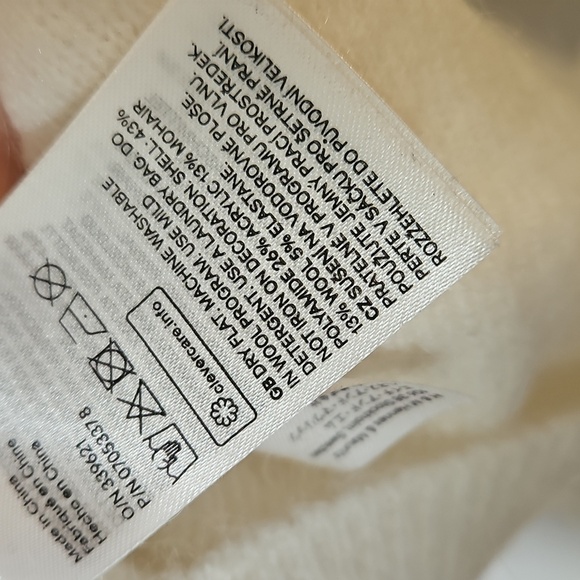 Made in China
Fabriqué en Chine
Hecho en China
O/N 339621
P/N 0705337 8
clevercare.info
GB DRY FLAT. MACHINE WASHABLE
IN WOOL PROGRAM. USE MILD
DETERGENT. USE A LAUNDRY BAG. DO
NOT IRON ON DECORATION. SHELL: 43%
POLYAMIDE 26% ACRYLIC 13% MOHAIR
13% WOOL 5% ELASTANE
CZ SUŠENÍ NA VODOROVNÉ PLOŠE.
PRATELNÉ V PROGRAMU PRO VLNU.
POUŽIJTE JEMNÝ PRACÍ PROSTŘEDEK.
PERTE V SÁČKU PRO ŠETRNÉ PRANÍ.
ROZŽEHLETE DO PŮVODNÍ VELIKOSTI.